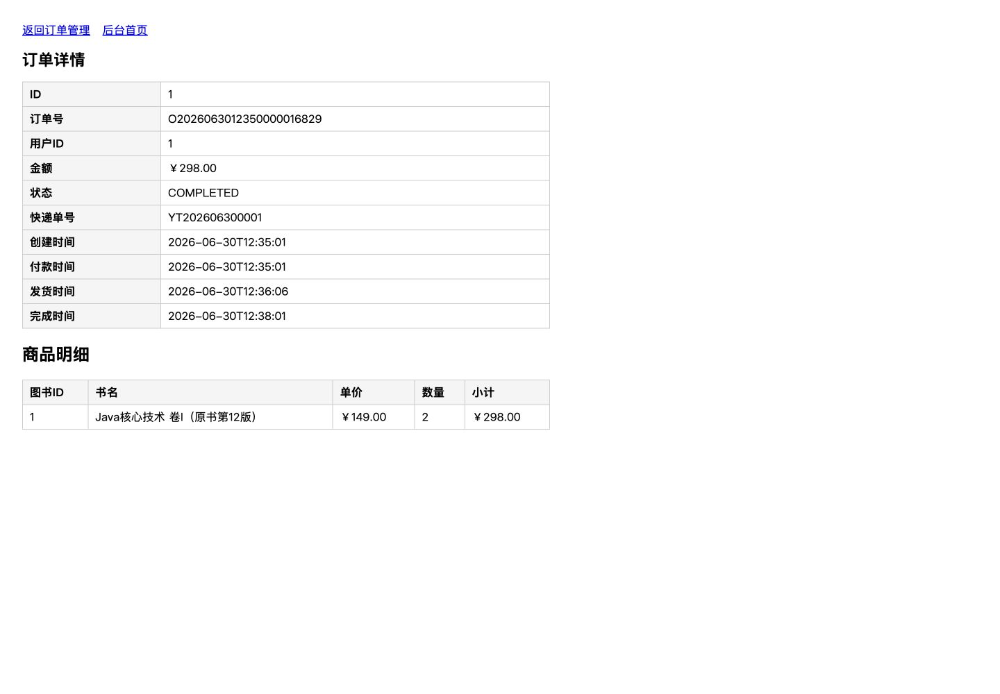 返回订单管理 后台首页
订单详情
ID 1
订单号 O2026063012350000016829
用户ID 1
金额 ¥298.00
状态 COMPLETED
快递单号 YT202606300001
创建时间 2026-06-30T12:35:01
付款时间 2026-06-30T12:35:01
发货时间 2026-06-30T12:36:06
完成时间 2026-06-30T12:38:01
商品明细
图书ID 书名 单价 数量 小计
1 Java核心技术 卷I（原书第12版） ¥149.00 2 ¥298.00